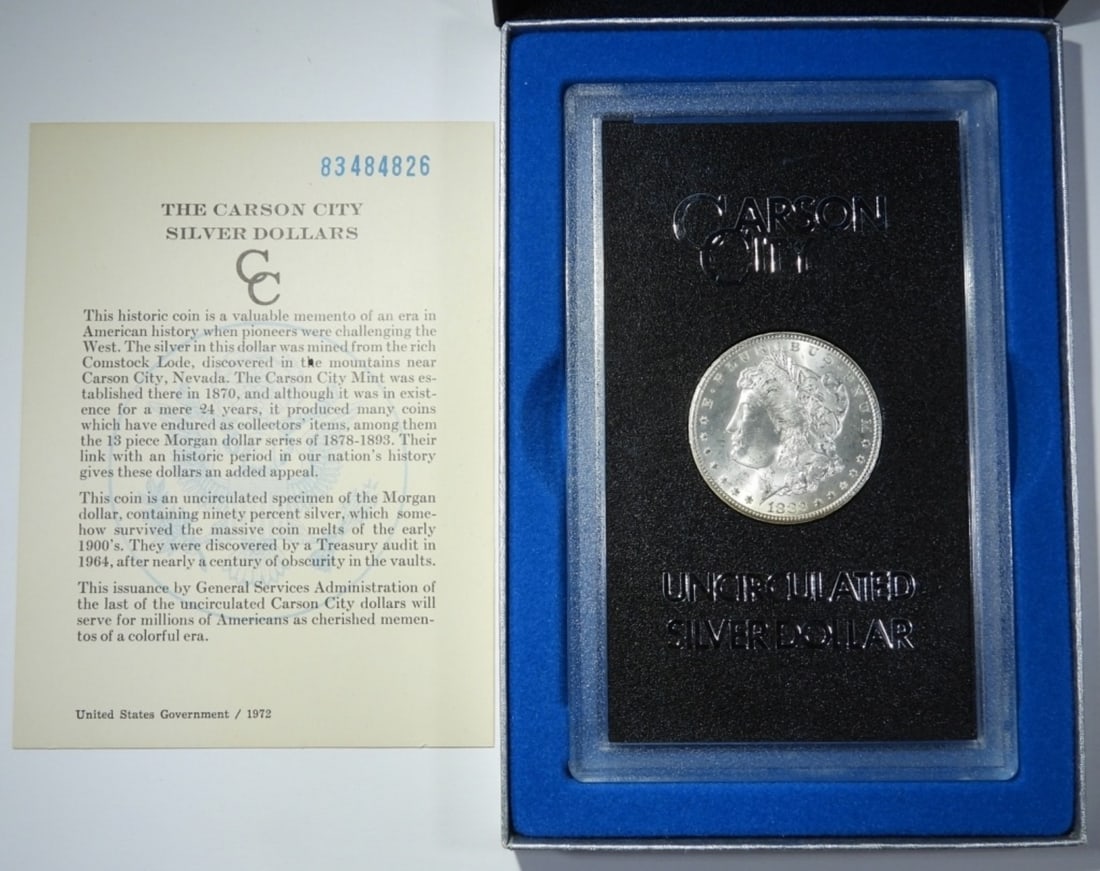 83484826
THE CARSON CITY
SILVER DOLLARS
CC
This historic coin is a valuable memento of an era in
American history when pioneers were challenging the
West. The silver in this dollar was mined from the rich
Comstock Lode, discovered in the mountains near
Carson City, Nevada. The Carson City Mint was es-
tablished there in 1870, and although it was in exist-
ence for a mere 24 years, it produced many coins
which have endured as collectors' items, among them
the 13 piece Morgan dollar series of 1878-1893. Their
link with an historic period in our nation's history
gives these dollars an added appeal.
This coin is an uncirculated specimen of the Morgan
dollar, containing ninety percent silver, which some-
how survived the massive coin melts of the early
1900's. They were discovered by a Treasury audit in
1964, after nearly a century of obscurity in the vaults.
This issuance by General Services Administration of
the last of the uncirculated Carson City dollars will
serve for millions of Americans as cherished memen-
tos of a colorful era.
United States Government / 1972
CARSON
CITY
E PLURIBUS UNUM
UNCIRCULATED
SILVER DOLLAR